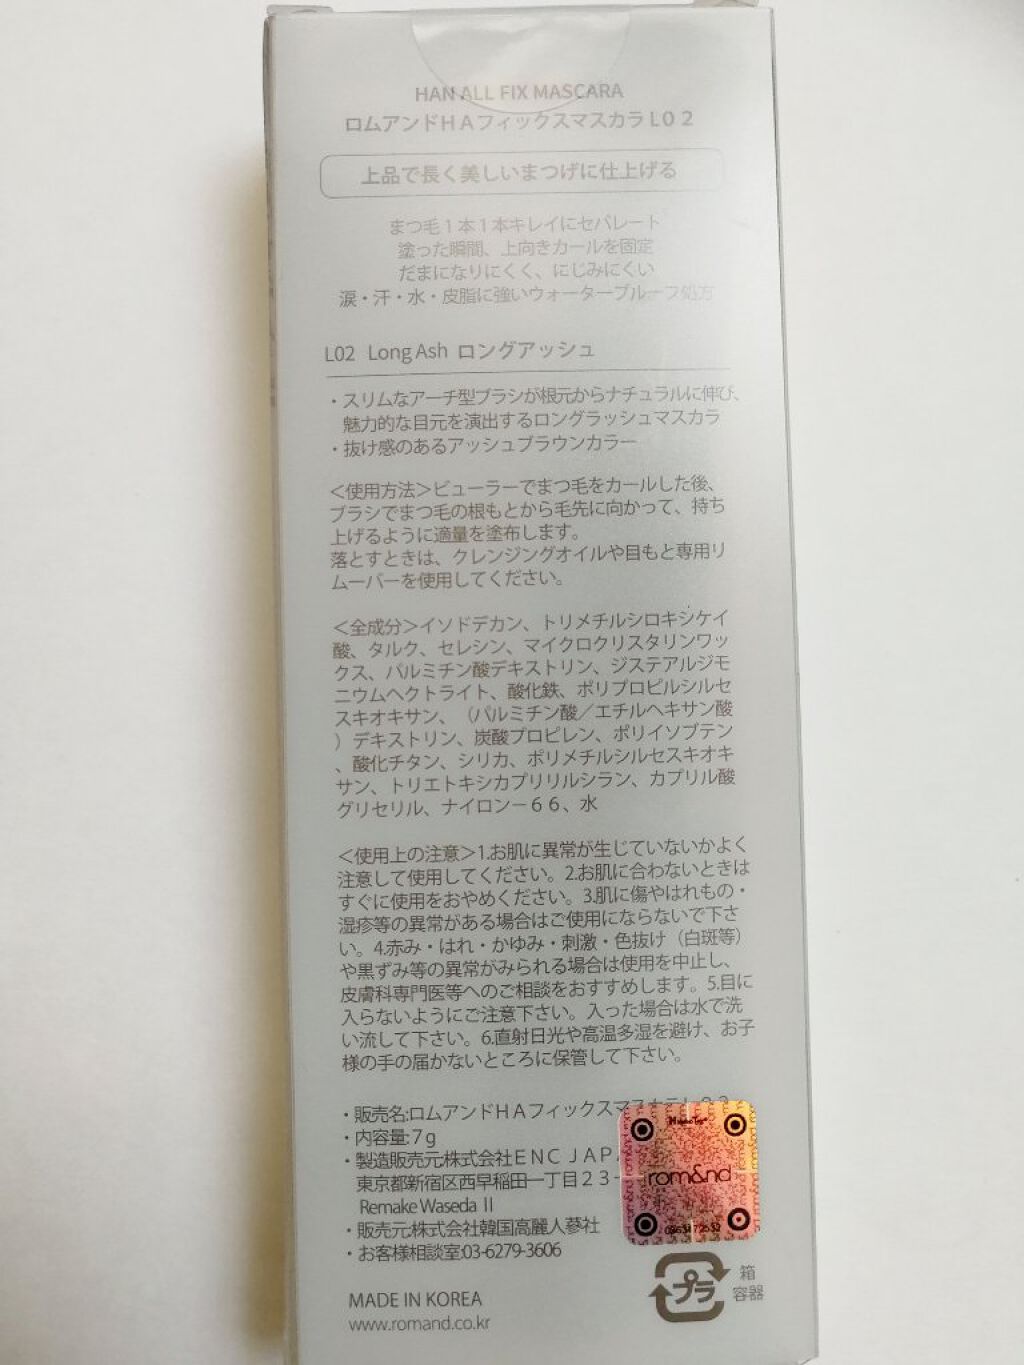 HAN ALL FIX MASCARA
ロムアンドＨＡフィックスマスカラＬ０２
上品で長く美しいまつげに仕上げる
まつ毛１本１本キレイにセパレート
塗った瞬間、上向きカールを固定
だまになりにくく、にじみにくい
涙・汗・水・皮脂に強いウォータープルーフ処方
L02 Long Ash ロングアッシュ
・スリムなアーチ型ブラシが根元からナチュラルに伸び、
魅力的な目元を演出するロングラッシュマスカラ
・抜け感のあるアッシュブラウンカラー
＜使用方法＞ビューラーでまつ毛をカールした後、
ブラシでまつ毛の根もとから毛先に向かって、持ち
上げるように適量を塗布します。
落とすときは、クレンジングオイルや目もと専用リ
ムーバーを使用してください。
＜全成分＞イソドデカン、トリメチルシロキシケイ
酸、タルク、セレシン、マイクロクリスタリンワッ
クス、パルミチン酸デキストリン、ジステアルジモ
ニウムヘクトライト、酸化鉄、ポリプロピルシルセ
スキオキサン、（パルミチン酸／エチルヘキサン酸
）デキストリン、炭酸プロピレン、ポリイソブテン
、酸化チタン、シリカ、ポリメチルシルセスキオキ
サン、トリエトキシカプリリルシラン、カプリル酸
グリセリル、ナイロン－６６、水
＜使用上の注意＞1.お肌に異常が生じていないかよく
注意して使用してください。2.お肌に合わないときは
すぐに使用をおやめください。3.肌に傷やはれもの・
湿疹等の異常がある場合はご使用にならないで下さ
い。4.赤み・はれ・かゆみ・刺激・色抜け（白斑等）
や黒ずみ等の異常がみられる場合は使用を中止し、
皮膚科専門医等へのご相談をおすすめします。5.目に
入らないようにご注意下さい。入った場合は水で洗
い流して下さい。6.直射日光や高温多湿を避け、お子
様の手の届かないところに保管して下さい。
・販売名:ロムアンドＨＡフィックスマスカラＬ０２
・内容量:7ｇ
・製造販売元:株式会社ＥＮＣ ＪＡＰ
東京都新宿区西早稲田一丁目２３-
Remake Waseda Ⅱ
・販売元:株式会社韓国高麗人蔘社
・お客様相談室:03-6279-3606
rom&nd
プラ
箱
容器
MADE IN KOREA
www.romand.co.kr